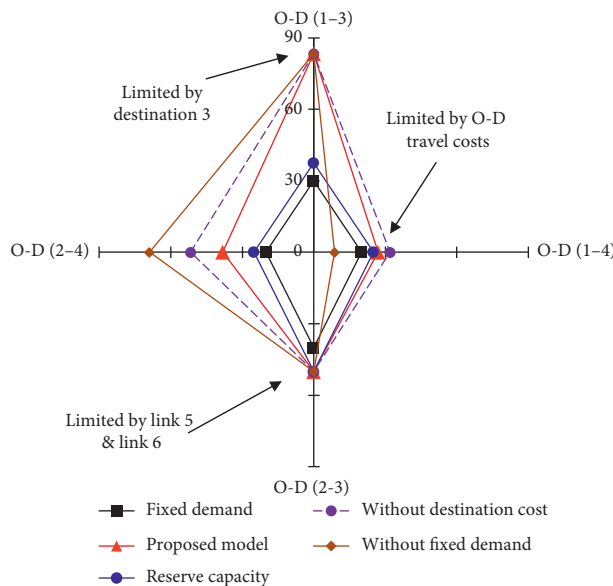 O-D (1–3)
90
Limited by
destination 3
60
Limited by O-D
travel costs
30
O-D (2–4)
0
O-D (1–4)
Limited by link 5
& link 6
O-D (2-3)
Fixed demand
Without destination cost
Proposed model
Without fixed demand
Reserve capacity